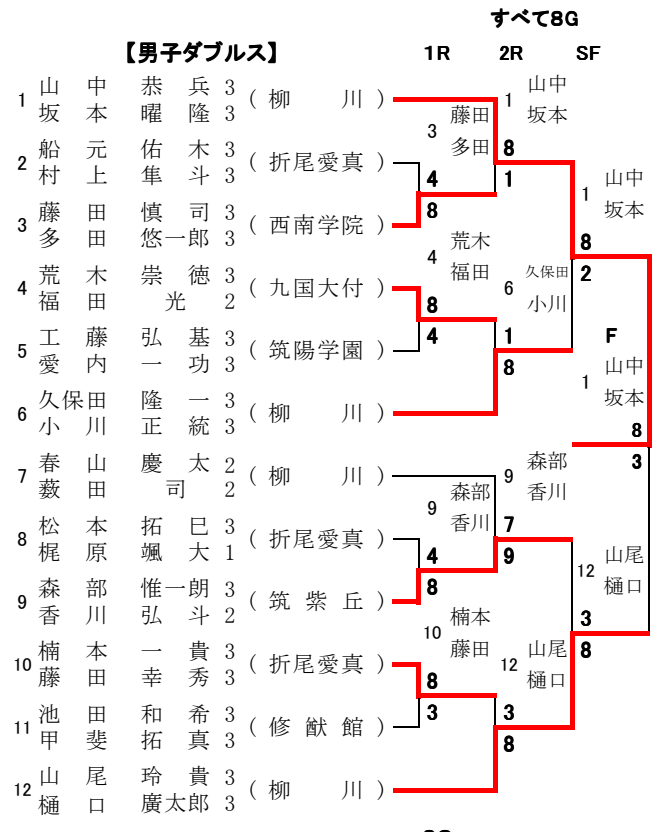 すべて8G
【男子ダブルス】 1R 2R SF
1 山中恭兵 3 (柳川)
坂本曜隆 3
2 船元佑木 3 (折尾愛真)
村上隼斗 3
3 藤田慎司 3 (西南学院)
多田悠一郎 3
4 荒木崇徳 3 (九国大付)
福田光 2
5 工藤弘基 3 (筑陽学園)
愛内一功 3
6 久保田隆一 3 (柳川)
小川正統 3
7 春山慶太 2 (柳川)
薮田司 2
8 松本拓巳 3 (折尾愛真)
梶原颯大 1
9 森部惟一朗 3 (筑紫丘)
香川弘斗 2
10 楠本一貴 3 (折尾愛真)
藤田幸秀 3
11 池田和希 3 (修猷館)
甲斐拓真 3
12 山尾玲貴 3 (柳川)
樋口廣太郎 3
3 藤田
多田
4
8
4 荒木
福田
8
4
9 森部
香川
4
8
10 楠本
藤田
8
3
1 山中
坂本
8
1
6 久保田
小川
1
8
9 森部
香川
7
9
12 山尾
樋口
3
8
1 山中
坂本
8
2
12 山尾
樋口
3
8
F
1 山中
坂本
8
3